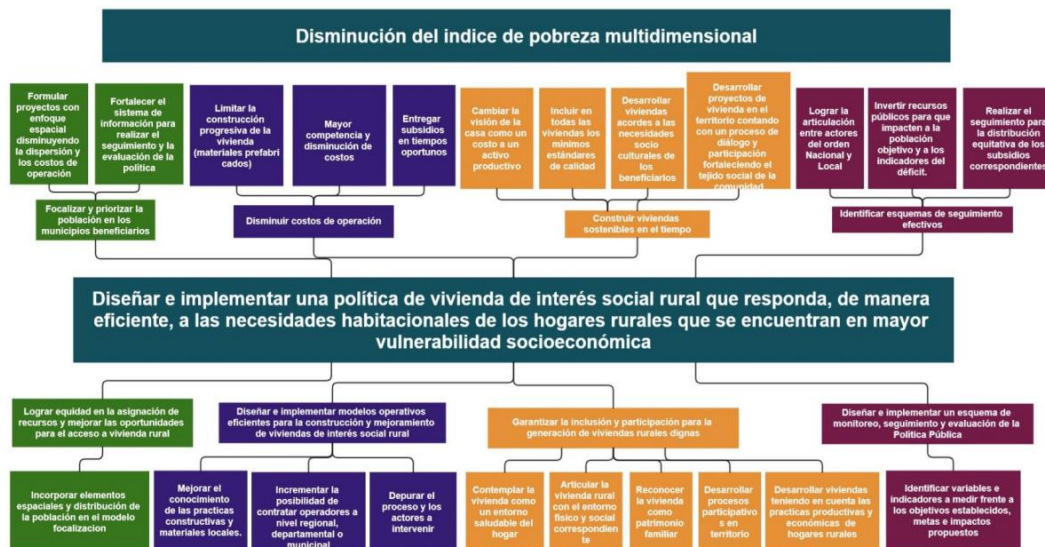 Disminución del indice de pobreza multidimensional
Formular
proyectos con
enfoque
espacial
disminuyendo
la dispersión y
los costos de
operación
Fortalecer el
sistema de
información para
realizar el
seguimiento y la
evaluación de la
política
Limitar la
construcción
progresiva de la
vivienda
(materiales prefabri
cados)
Mayor
competencia y
disminución de
costos
Entregar
subsidios
en tiempos
oportunos
Cambiar la
visión de la
casa como un
costo a un
activo
productivo
Incluir en
todas las
viviendas los
mínimos
estándares
de calidad
Desarrollar
viviendas
acordes a las
necesidades
socio
culturales de
los
beneficiarios
Desarrollar
proyectos de
vivienda en el
territorio contando
con un proceso de
diálogo y
participación
fortaleciendo el
tejido social de la
comunidad
Lograr la
articulación
entre actores
del orden
Nacional y
Local
Invertir recursos
públicos para que
impacten a la
población
objetivo y a los
indicadores del
déficit.
Realizar el
seguimiento para
la distribución
equitativa de los
subsidios
correspondientes
Focalizar y priorizar la
población en los
municipios beneficiarios
Disminuir costos de operación
Construir viviendas
sostenibles en el tiempo
Identificar esquemas de seguimiento
efectivos
Diseñar e implementar una política de vivienda de interés social rural que responda, de manera
eficiente, a las necesidades habitacionales de los hogares rurales que se encuentran en mayor
vulnerabilidad socioeconómica
Lograr equidad en la asignación de
recursos y mejorar las oportunidades
para el acceso a vivienda rural
Diseñar e implementar modelos operativos
eficientes para la construcción y mejoramiento
de viviendas de interés social rural
Garantizar la inclusión y participación para la
generación de viviendas rurales dignas
Diseñar e implementar un esquema de
monitoreo, seguimiento y evaluación de la
Política Pública
Incorporar elementos
espaciales y distribución de
la población en el modelo
focalizacion
Mejorar el
conocimiento de
las practicas
constructivas y
materiales locales.
Incrementar la
posibilidad de
contratar operadores a
nivel regional,
departamental o
municipal
Depurar el
proceso y los
actores a
intervenir
Contemplar la
vivienda como
un entorno
saludable del
hogar
Articular la
vivienda rural
con el entorno
físico y social
correspondien
te
Reconocer
la vivienda
como
patrimonio
familiar
Desarrollar
procesos
participativo
s en
territorio
Desarrollar viviendas
teniendo en cuenta las
practicas productivas y
económicas de
hogares rurales
Identificar variables e
indicadores a medir frente a
los objetivos establecidos,
metas e impactos
propuestos